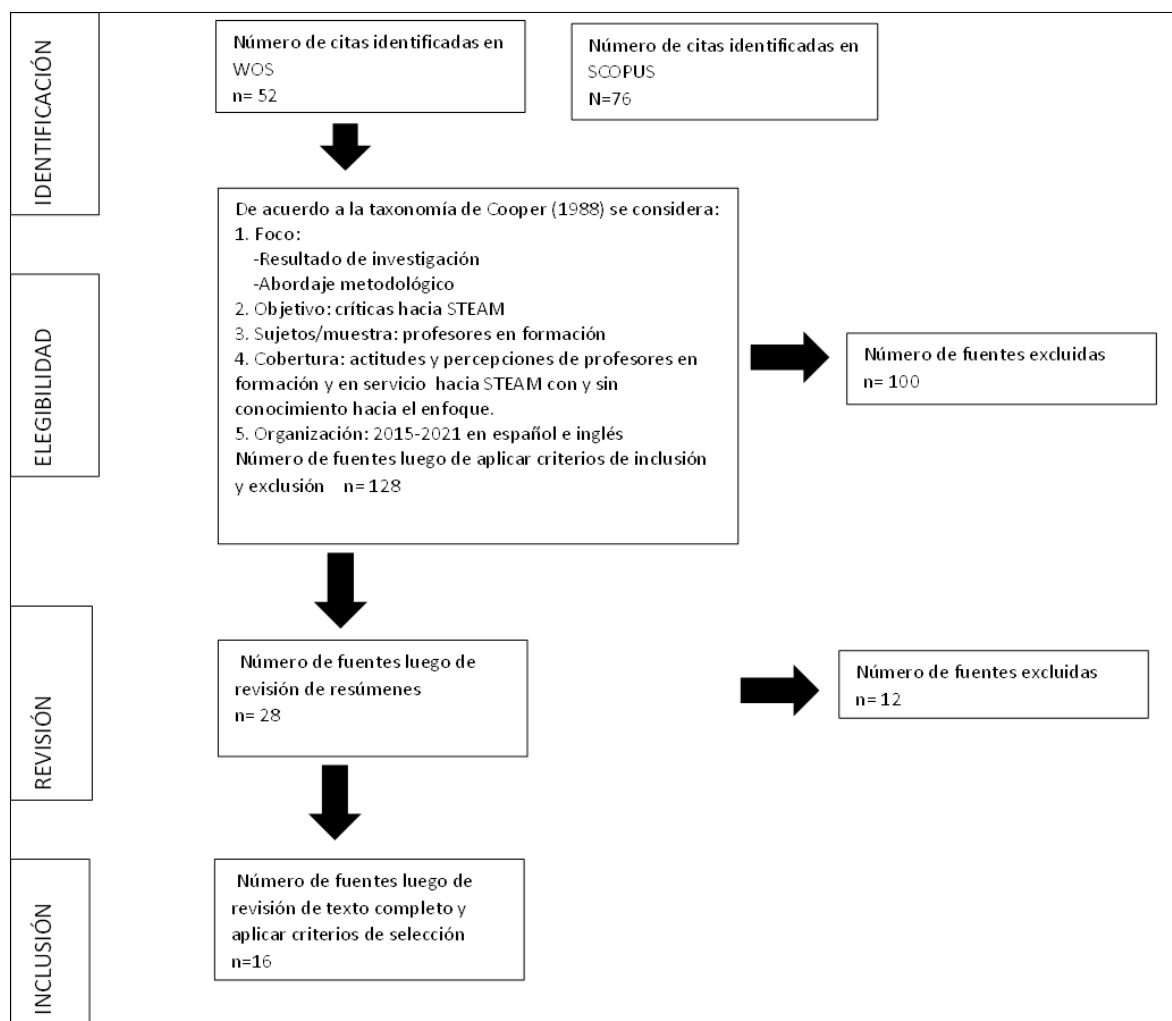 IDENTIFICACIÓN
Número de citas identificadas en
WOS
n= 52
Número de citas identificadas en
SCOPUS
N=76
ELEGIBILIDAD
De acuerdo a la taxonomía de Cooper (1988) se considera:
1. Foco:
-Resultado de investigación
-Abordaje metodológico
2. Objetivo: críticas hacia STEAM
3. Sujetos/muestra: profesores en formación
4. Cobertura: actitudes y percepciones de profesores en
formación y en servicio hacia STEAM con y sin
conocimiento hacia el enfoque.
5. Organización: 2015-2021 en español e inglés
Número de fuentes luego de aplicar criterios de inclusión
y exclusión n= 128
Número de fuentes excluidas
n= 100
REVISIÓN
Número de fuentes luego de
revisión de resúmenes
n= 28
Número de fuentes excluidas
n= 12
INCLUSIÓN
Número de fuentes luego de
revisión de texto completo y
aplicar criterios de selección
n=16